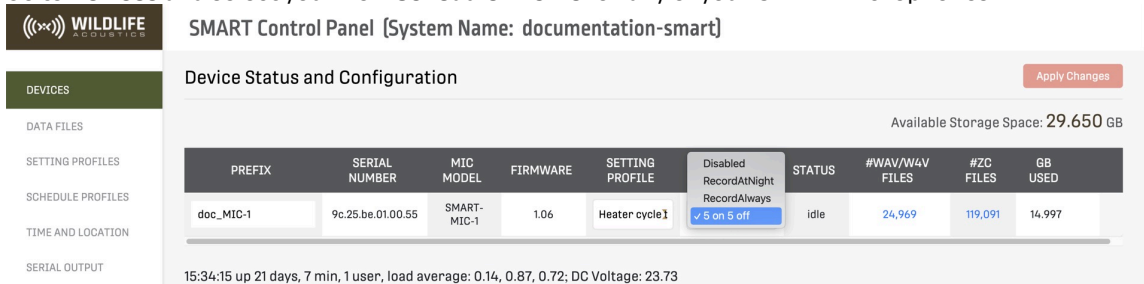 WILDLIFE
ACOUSTICS
SMART Control Panel (System Name: documentation-smart)
DEVICES
DATA FILES
SETTING PROFILES
SCHEDULE PROFILES
TIME AND LOCATION
SERIAL OUTPUT
Device Status and Configuration
Apply Changes
Available Storage Space: 29.650 GB
PREFIX SERIAL NUMBER MIC MODEL FIRMWARE SETTING PROFILE STATUS #WAV/W4V FILES #ZC FILES GB USED
Disabled
RecordAtNight
RecordAlways
✓ 5 on 5 off
doc_MIC-1 9c.25.be.01.00.55 SMART-MIC-1 1.06 Heater cycle idle 24,969 119,091 14.997
15:34:15 up 21 days, 7 min, 1 user, load average: 0.14, 0.87, 0.72; DC Voltage: 23.73